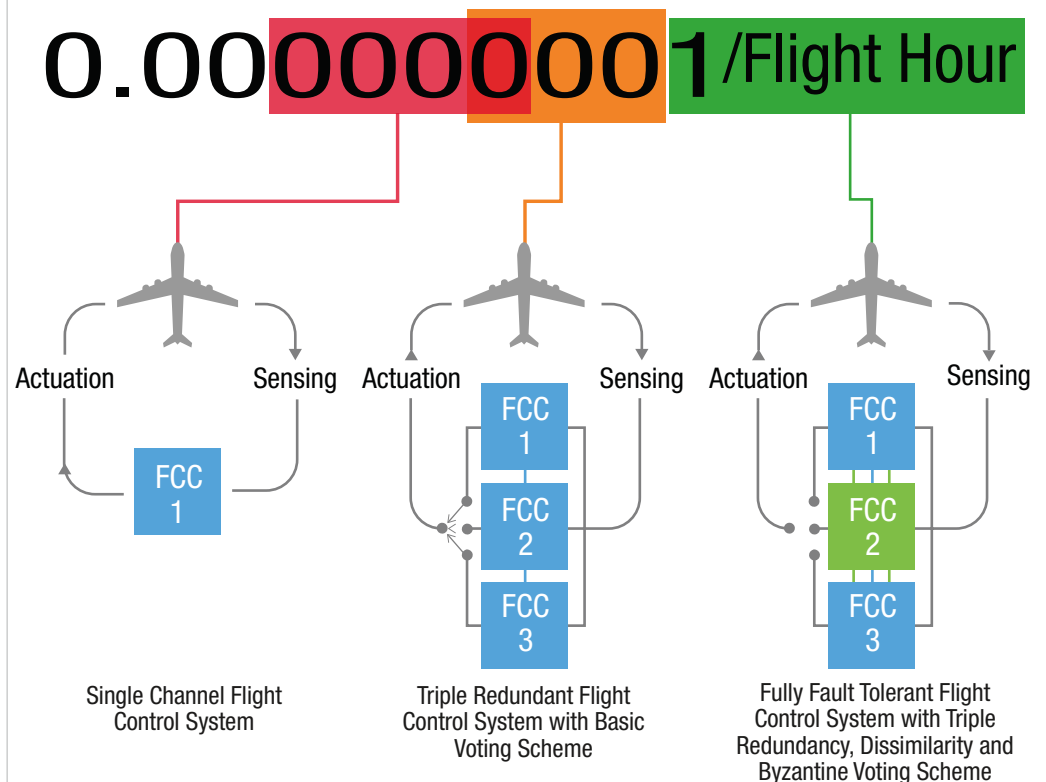 0.000000001/Flight Hour
Actuation
Sensing
Actuation
Sensing
Actuation
Sensing
FCC
1
FCC
1
FCC
2
FCC
3
FCC
1
FCC
2
FCC
3
Single Channel Flight
Control System
Triple Redundant Flight
Control System with Basic
Voting Scheme
Fully Fault Tolerant Flight
Control System with Triple
Redundancy, Dissimilarity and
Byzantine Voting Scheme